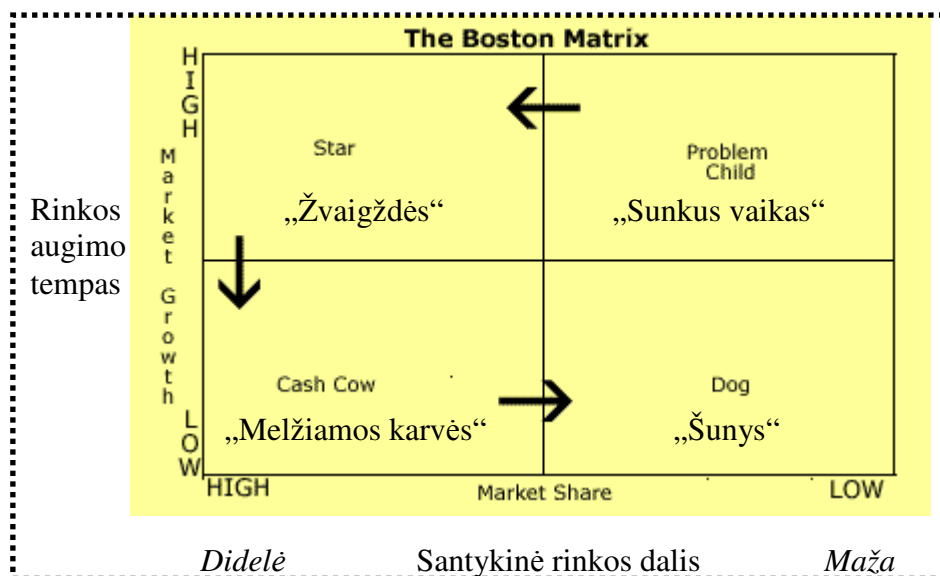 The Boston Matrix
HIGH
Market Growth
LOW
Rinkos
augimo
tempas
Star
„Žvaigždės“
Problem
Child
„Sunkus vaikas“
Cash Cow
„Melžiamos karvės“
Dog
„Šunys“
HIGH
Market Share
LOW
Didelė
Santykinė rinkos dalis
Maža